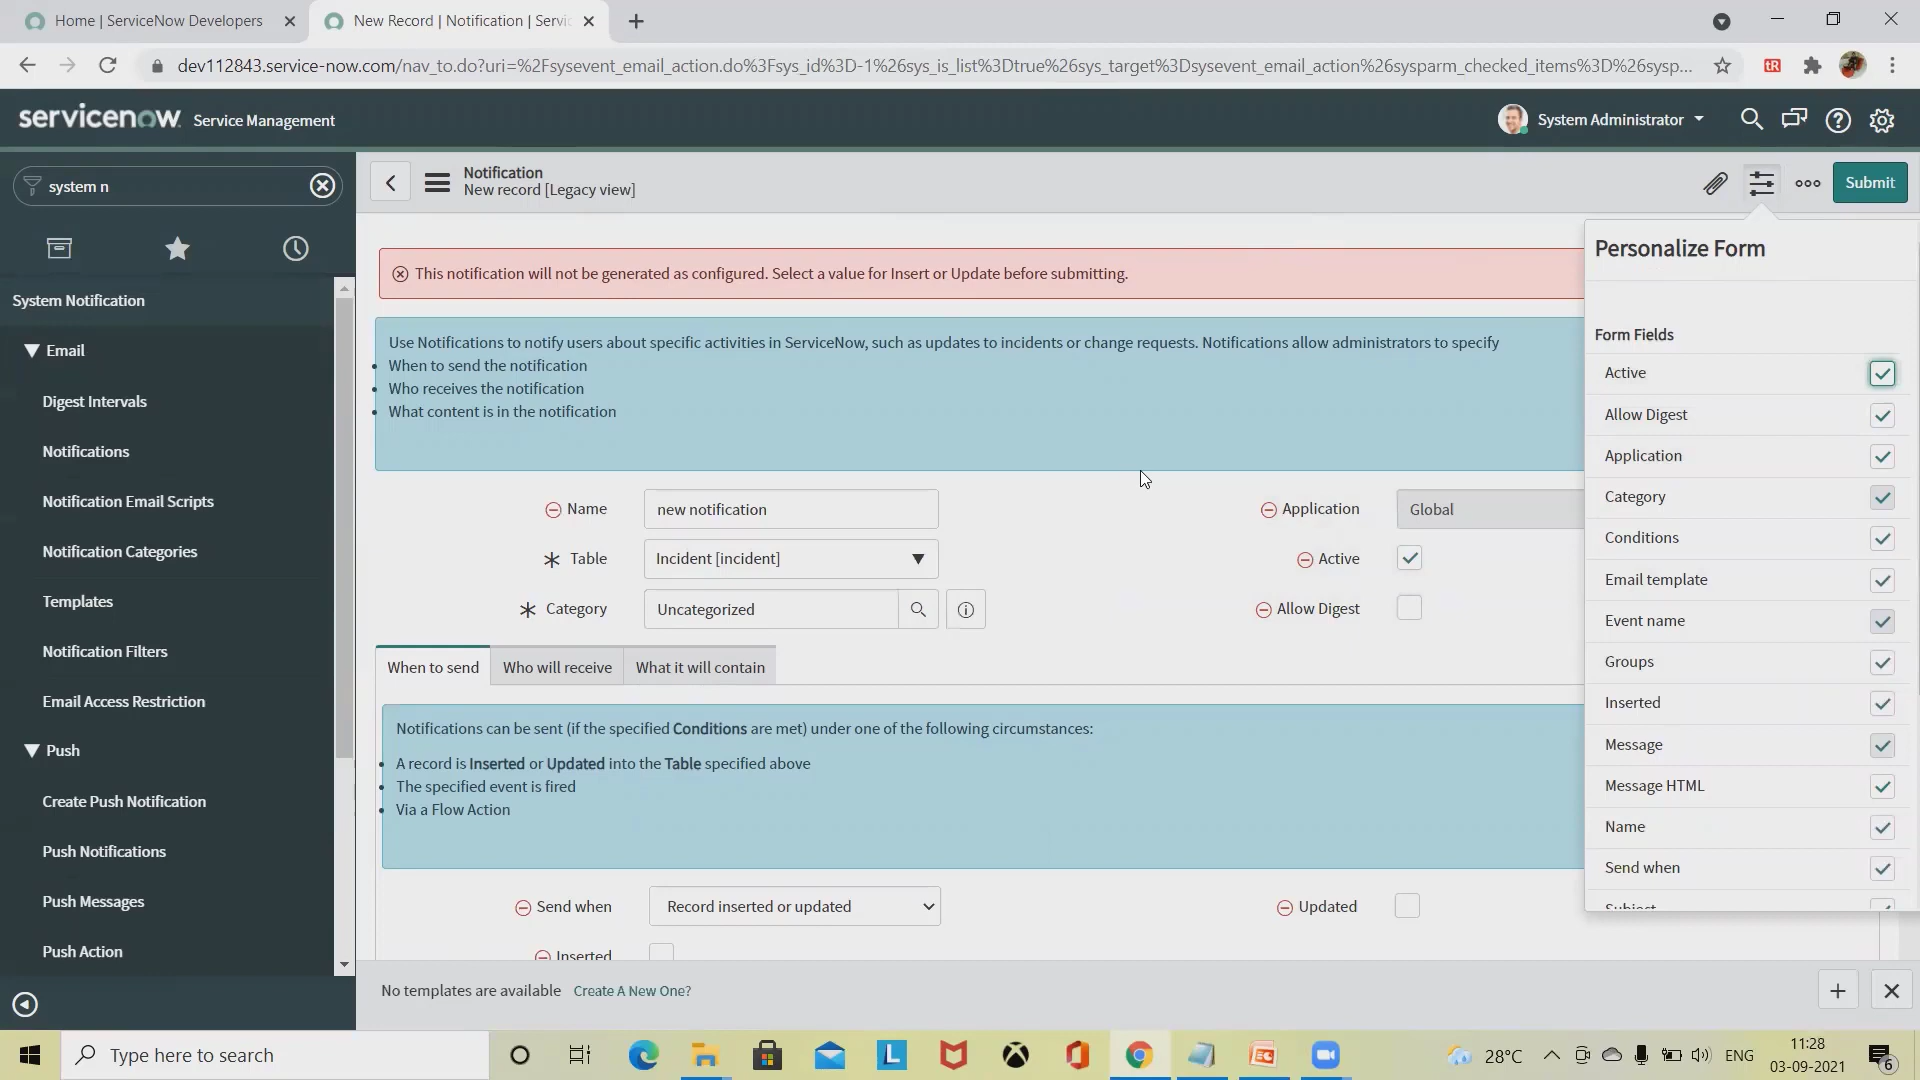 Home | ServiceNow Developers
New Record | Notification | Servic
dev112843.service-now.com/nav_to.do?uri=%2Fsysevent_email_action.do%3Fsys_id%3D-1%26sys_is_list%3Dtrue%26sys_target%3Dsysevent_email_action%26sysparm_checked_items%3D%26sysp...
servicenow Service Management
System Administrator
system n
Notification
New record [Legacy view]
Submit
System Notification
Email
Digest Intervals
Notifications
Notification Email Scripts
Notification Categories
Templates
Notification Filters
Email Access Restriction
Push
Create Push Notification
Push Notifications
Push Messages
Push Action
This notification will not be generated as configured. Select a value for Insert or Update before submitting.
Use Notifications to notify users about specific activities in ServiceNow, such as updates to incidents or change requests. Notifications allow administrators to specify
When to send the notification
Who receives the notification
What content is in the notification
Name new notification
Application Global
Table Incident [incident]
Active
Category Uncategorized
Allow Digest
When to send Who will receive What it will contain
Notifications can be sent (if the specified Conditions are met) under one of the following circumstances:
A record is Inserted or Updated into the Table specified above
The specified event is fired
Via a Flow Action
Send when Record inserted or updated
Updated
Inserted
No templates are available Create A New One?
Personalize Form
Form Fields
Active
Allow Digest
Application
Category
Conditions
Email template
Event name
Groups
Inserted
Message
Message HTML
Name
Send when
Subject
Type here to search
28°C
ENG
11:28
03-09-2021
6